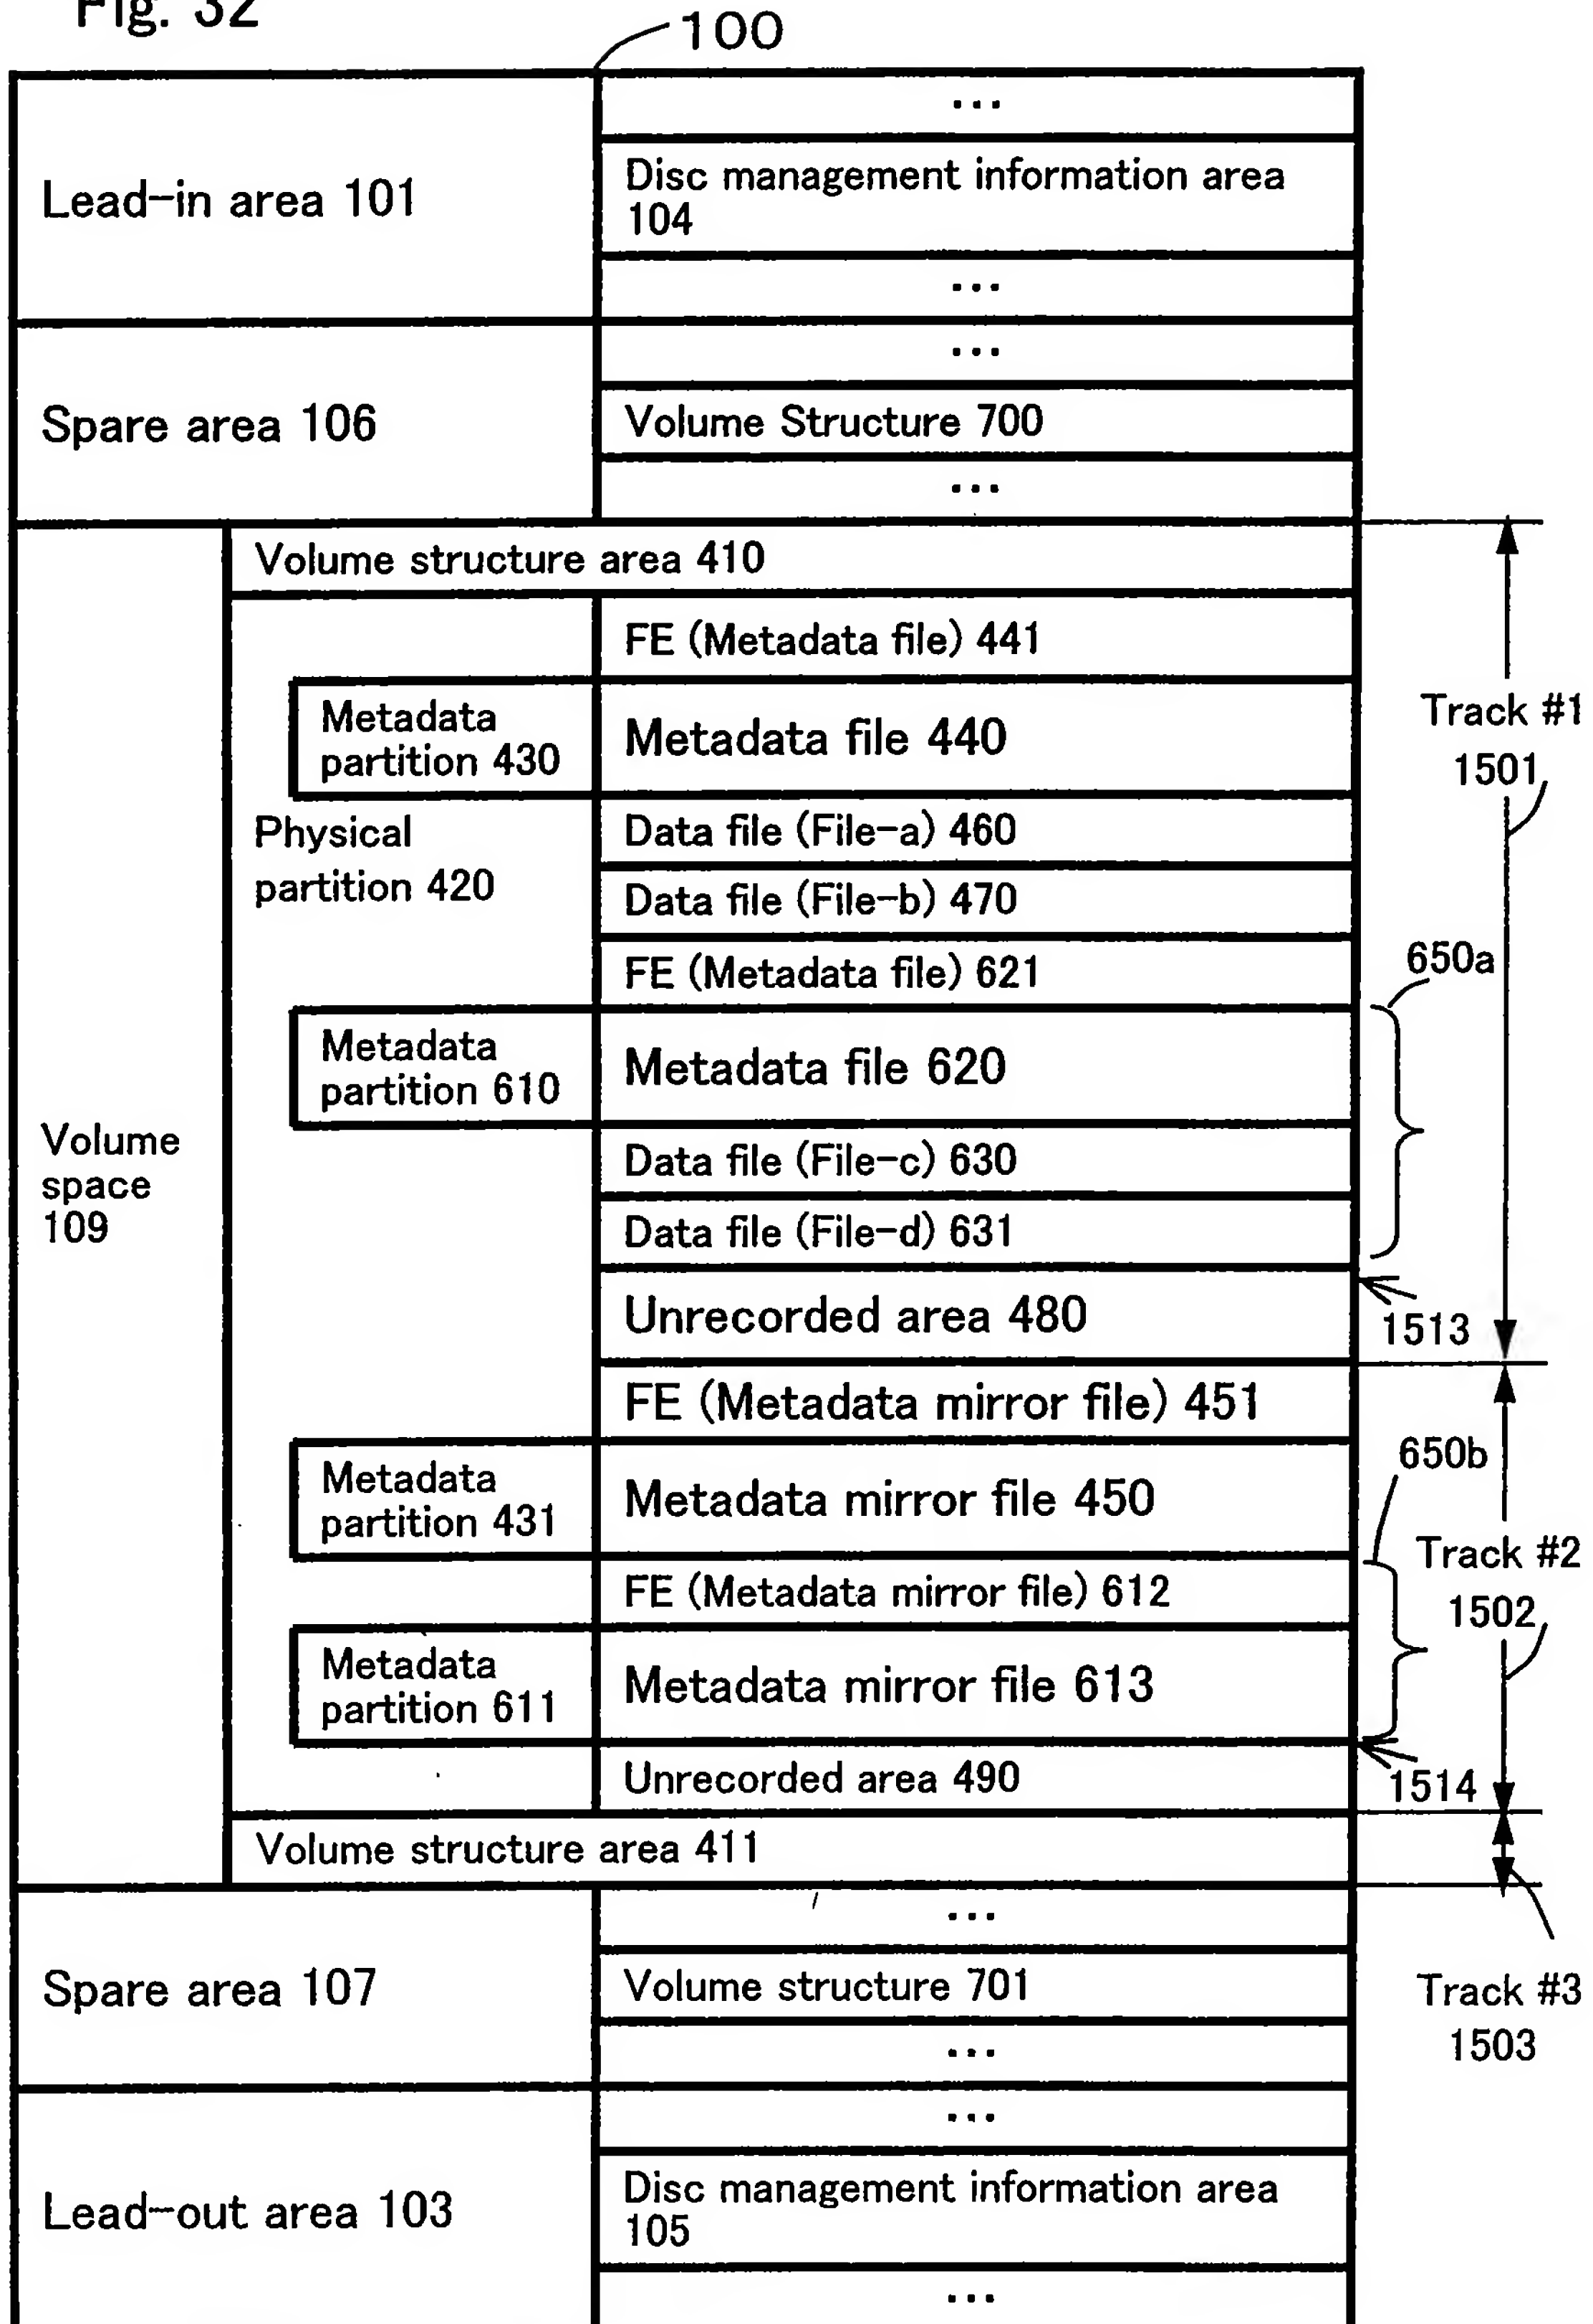 Fig. 32
100
...
Lead-in area 101
Disc management information area
104
...
...
Spare area 106
Volume Structure 700
...
Volume structure area 410
FE (Metadata file) 441
Metadata
partition 430
Metadata file 440
Track #1
1501
Physical
partition 420
Data file (File-a) 460
Data file (File-b) 470
FE (Metadata file) 621
650a
Metadata
partition 610
Metadata file 620
Volume
space
109
Data file (File-c) 630
Data file (File-d) 631
Unrecorded area 480
1513
FE (Metadata mirror file) 451
650b
Metadata
partition 431
Metadata mirror file 450
Track #2
1502
FE (Metadata mirror file) 612
Metadata
partition 611
Metadata mirror file 613
Unrecorded area 490
1514
Volume structure area 411
...
Spare area 107
Volume structure 701
Track #3
1503
...
...
Lead-out area 103
Disc management information area
105
...